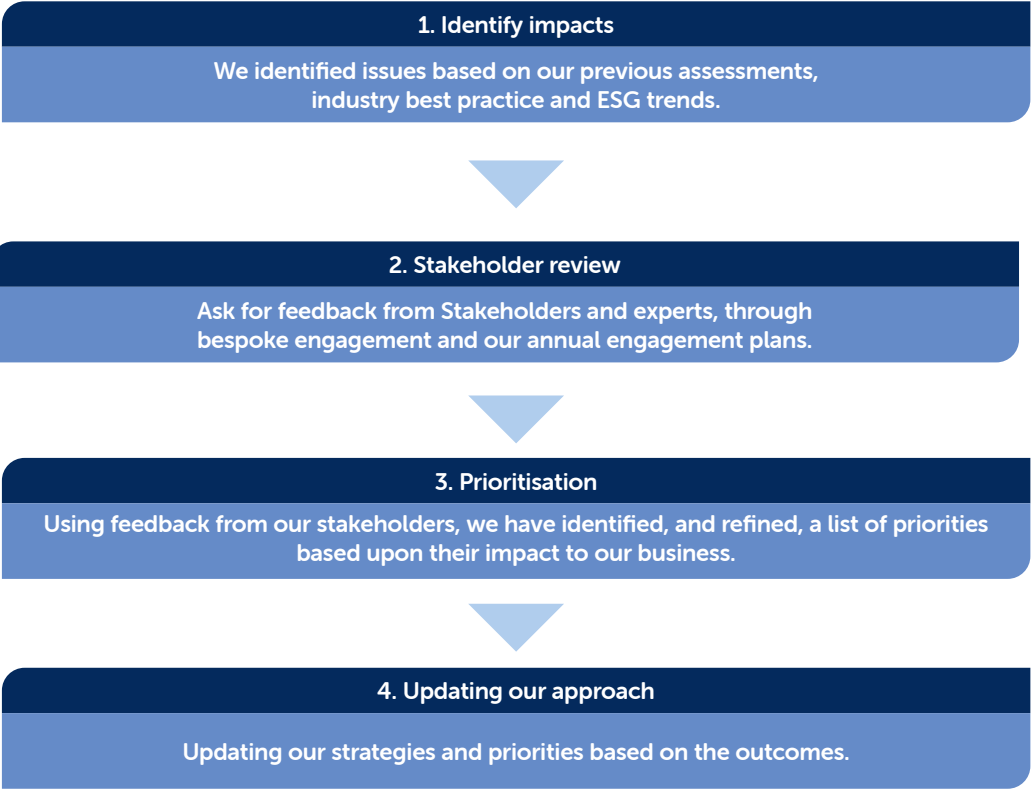 1. Identify impacts
We identified issues based on our previous assessments,
industry best practice and ESG trends.
2. Stakeholder review
Ask for feedback from Stakeholders and experts, through
bespoke engagement and our annual engagement plans.
3. Prioritisation
Using feedback from our stakeholders, we have identified, and refined, a list of priorities
based upon their impact to our business.
4. Updating our approach
Updating our strategies and priorities based on the outcomes.